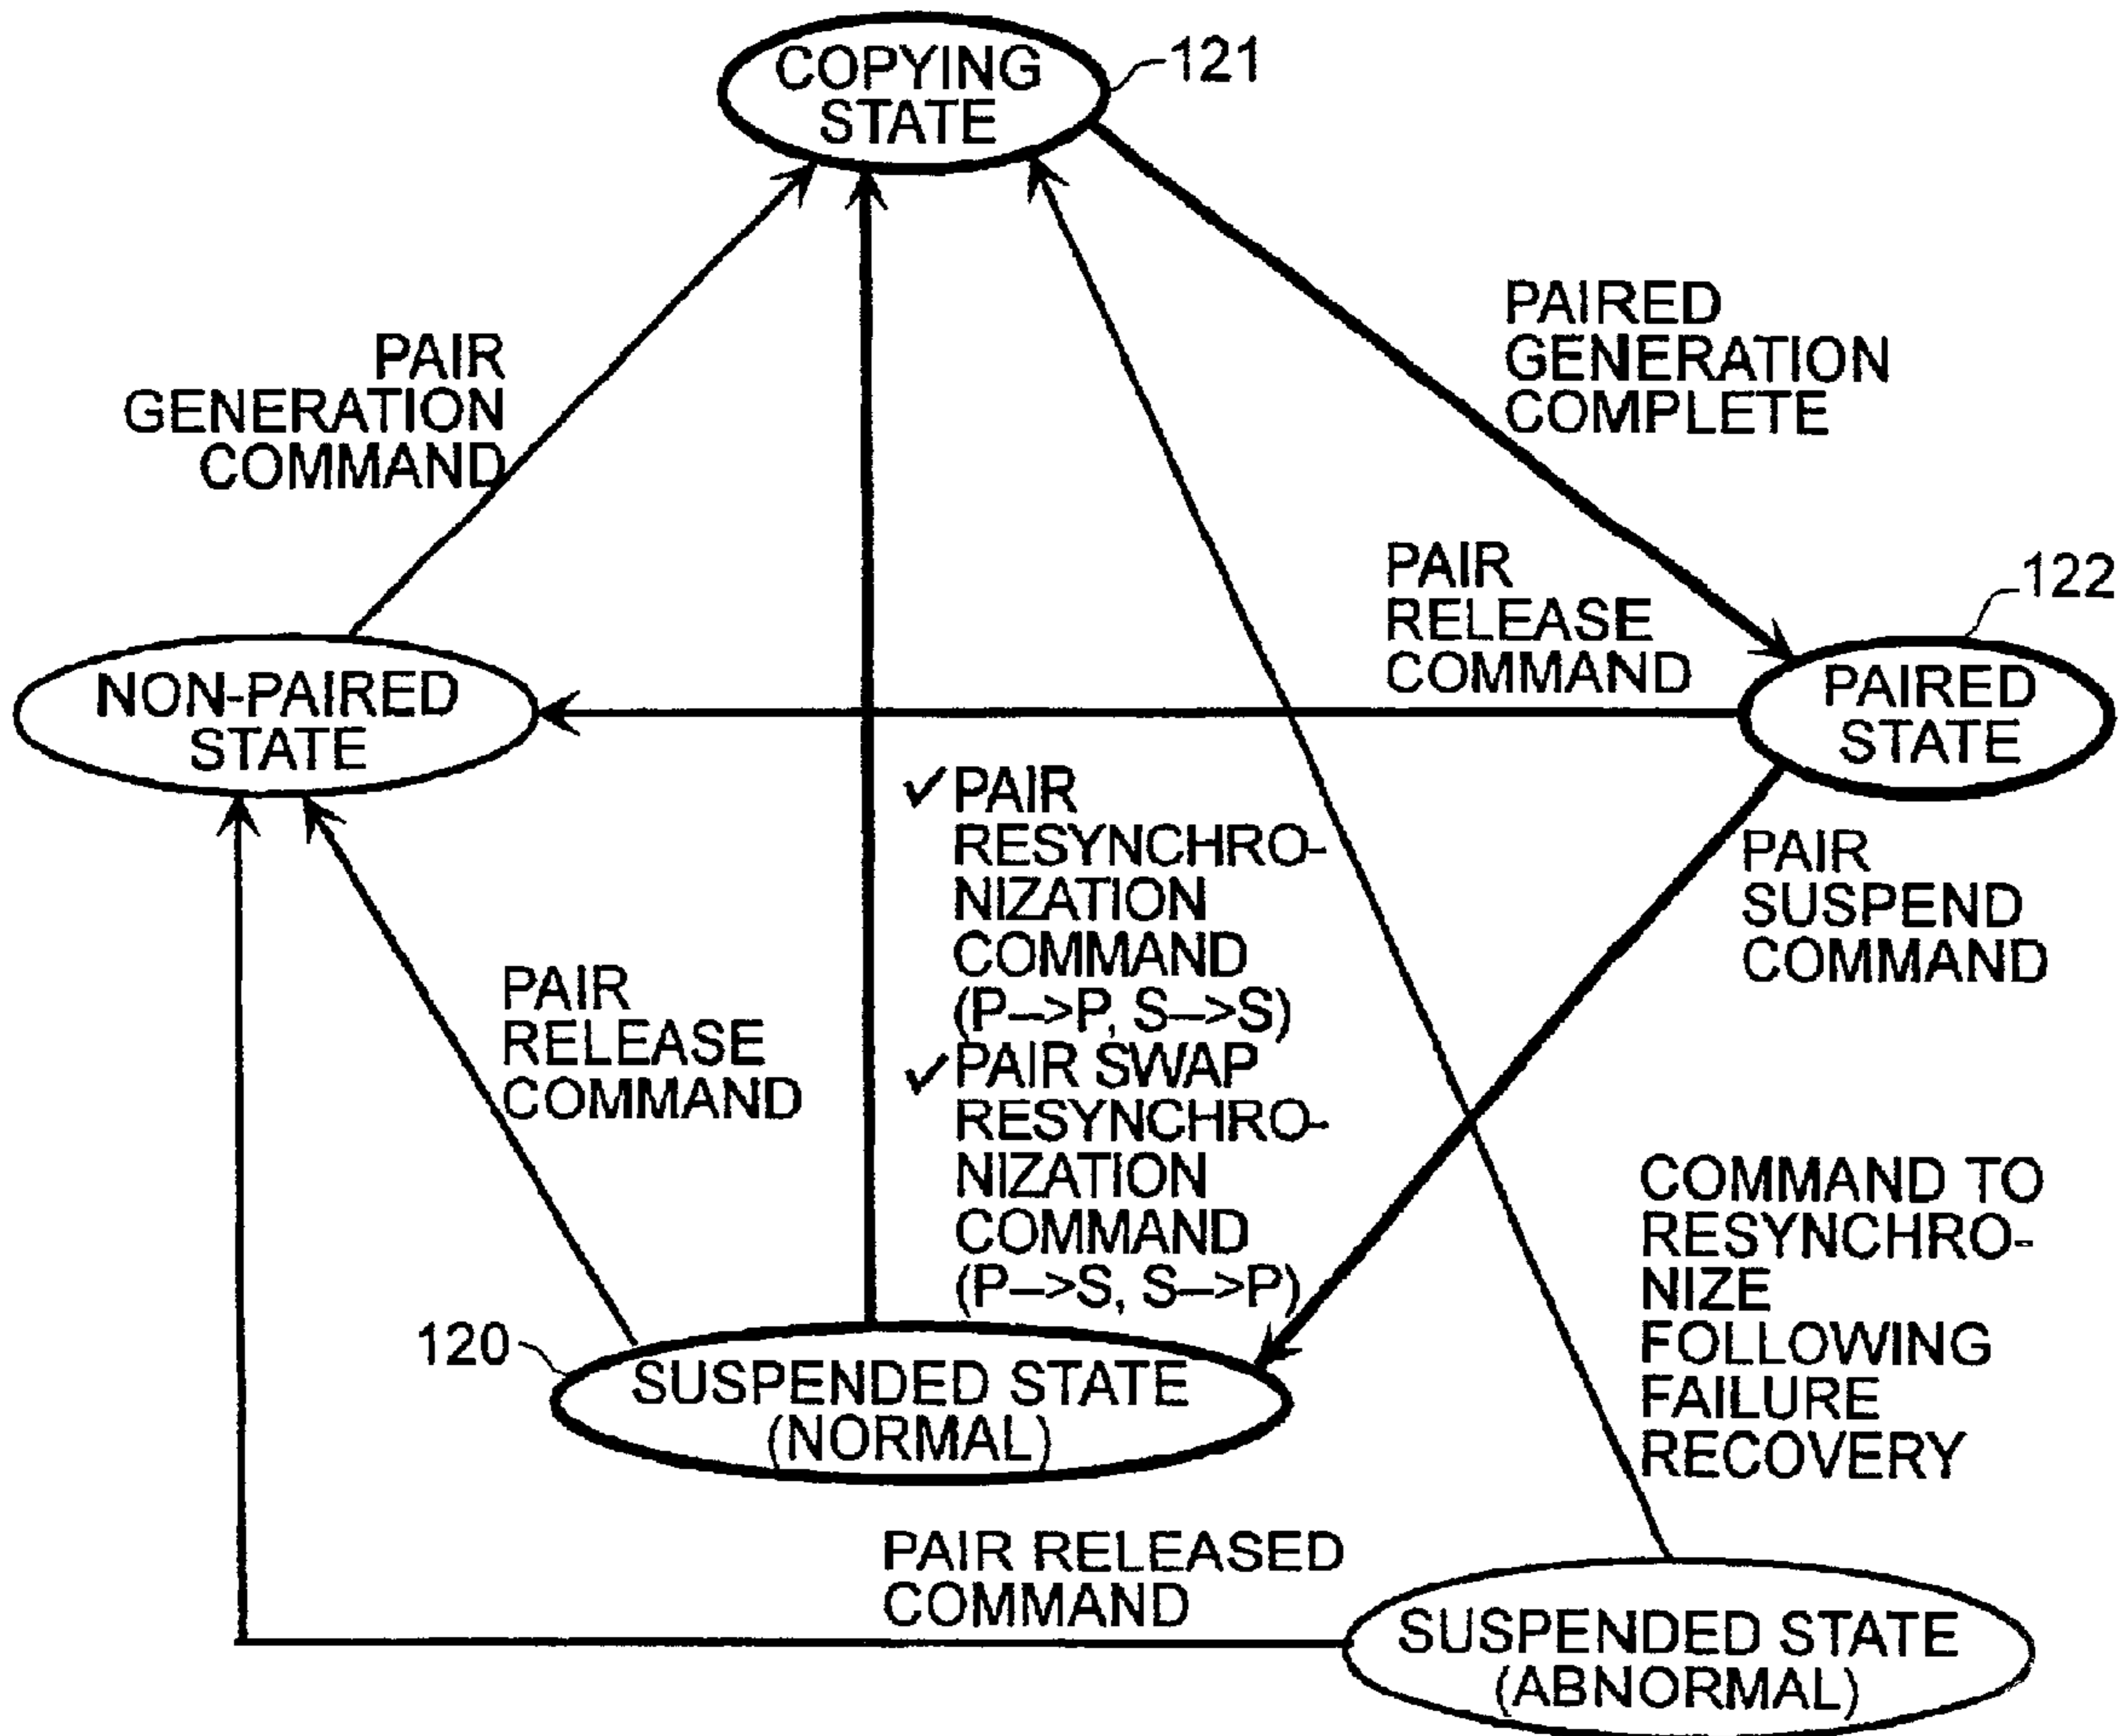 COPYING
STATE
121
PAIR
GENERATION
COMMAND
PAIRED
GENERATION
COMPLETE
PAIR
RELEASE
COMMAND
122
NON-PAIRED
STATE
PAIRED
STATE
✓ PAIR
RESYNCHRO-
NIZATION
COMMAND
(P–>P, S–>S)
✓ PAIR SWAP
RESYNCHRO-
NIZATION
COMMAND
(P–>S, S–>P)
PAIR
SUSPEND
COMMAND
PAIR
RELEASE
COMMAND
120
SUSPENDED STATE
(NORMAL)
COMMAND TO
RESYNCHRO-
NIZE
FOLLOWING
FAILURE
RECOVERY
PAIR RELEASED
COMMAND
SUSPENDED STATE
(ABNORMAL)